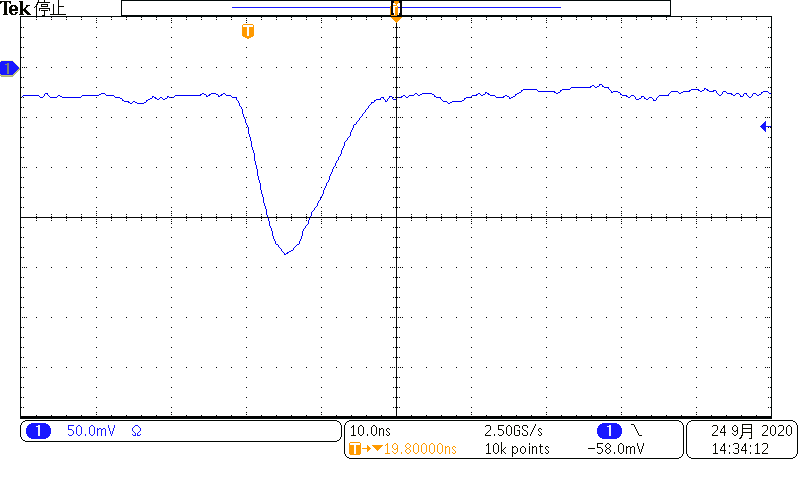 Tek 停止
T
T
1
1 50.0mV Ω
10.0ns 2.50GS/s 1
T→▼19.80000ns 10k points −58.0mV
24 9月 2020
14:34:12